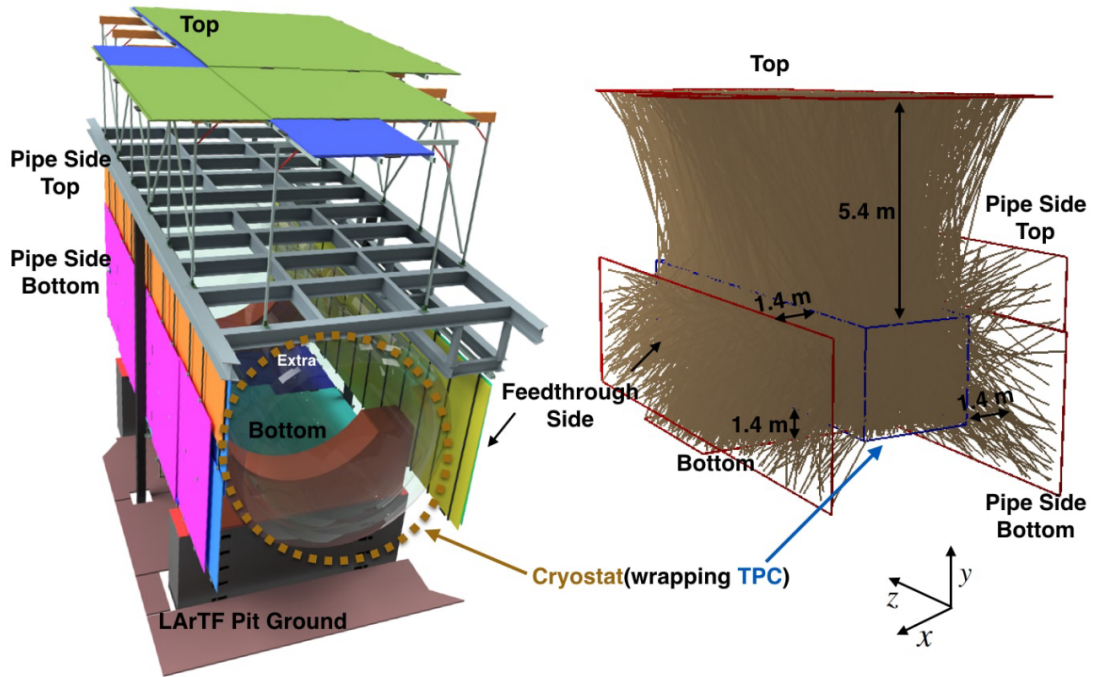 Top
Pipe Side
Top
Pipe Side
Bottom
Extra
Bottom
Feedthrough
Side
Cryostat(wrapping TPC)
LArTF Pit Ground
Top
5.4 m
Pipe Side
Top
1.4 m
1.4 m
1.4 m
Bottom
Pipe Side
Bottom
y
z
x